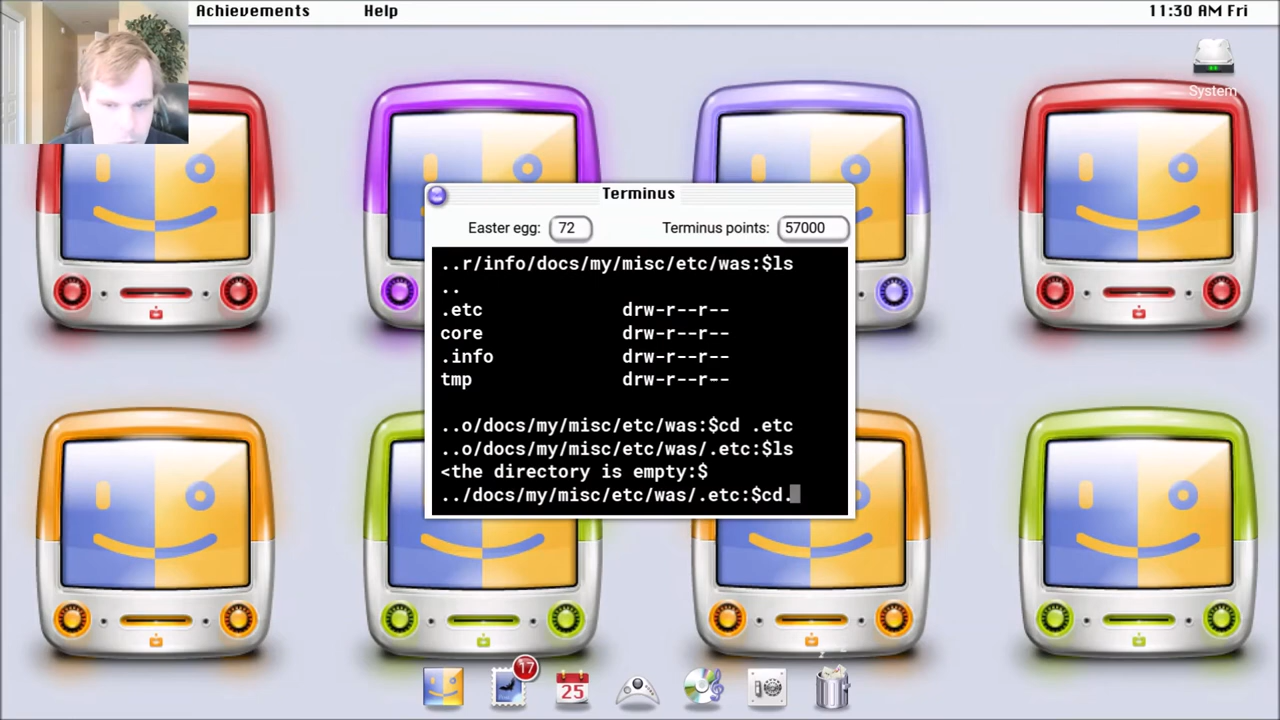 Achievements Help 11:30 AM Fri
System
Terminus
Easter egg: 72 Terminus points: 57000
..r/info/docs/my/misc/etc/was:$ls
..
.etc drw-r--r--
core drw-r--r--
.info drw-r--r--
tmp drw-r--r--
..o/docs/my/misc/etc/was:$cd .etc
..o/docs/my/misc/etc/was/.etc:$ls
<the directory is empty:$
../docs/my/misc/etc/was/.etc:$cd.
17
25